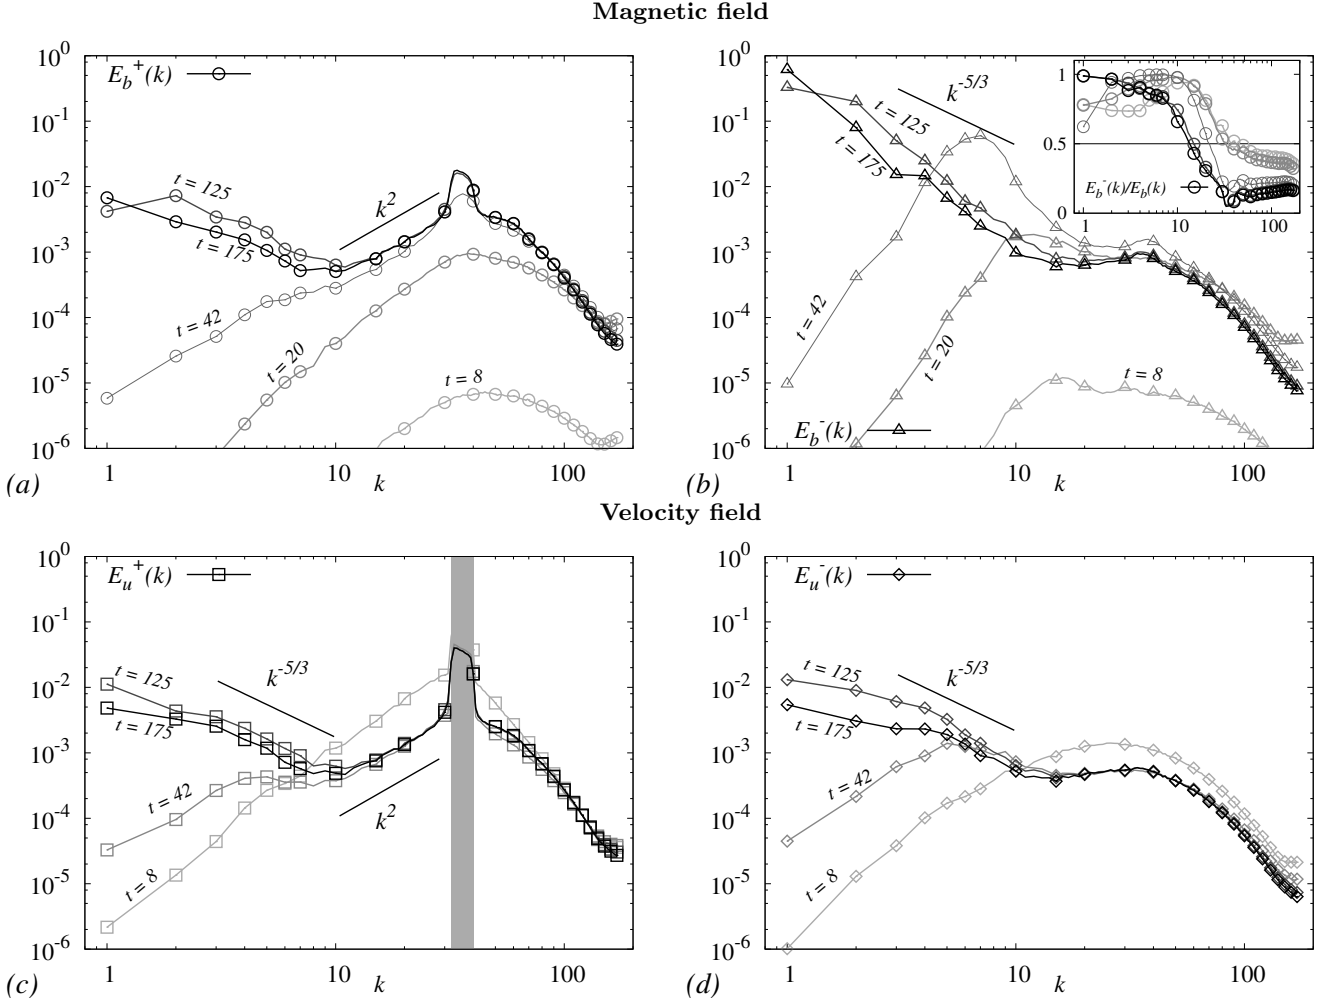 Magnetic field
10^0
10^-1
10^-2
10^-3
10^-4
10^-5
10^-6
E_b^+(k)
t = 125
t = 175
k^2
t = 42
t = 20
t = 8
1
10
100
k
(a)
10^0
10^-1
10^-2
10^-3
10^-4
10^-5
10^-6
k^-5/3
t = 125
t = 175
t = 42
t = 20
t = 8
E_b^-(k)
1
0.5
0
E_b^-(k)/E_b(k)
1
10
100
1
10
100
k
(b)
Velocity field
10^0
10^-1
10^-2
10^-3
10^-4
10^-5
10^-6
E_u^+(k)
k^-5/3
t = 125
t = 175
t = 42
t = 8
k^2
1
10
100
k
(c)
10^0
10^-1
10^-2
10^-3
10^-4
10^-5
10^-6
E_u^-(k)
k^-5/3
t = 125
t = 175
t = 42
t = 8
1
10
100
k
(d)